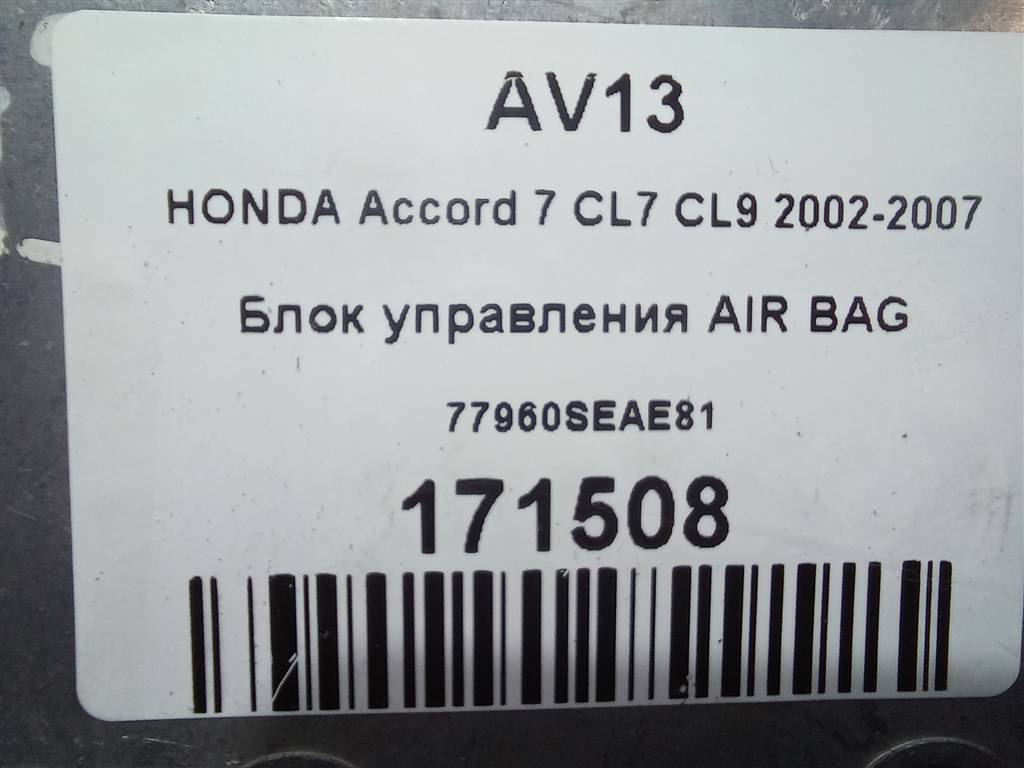 AV13
HONDA Accord 7 CL7 CL9 2002-2007
Блок управления AIR BAG
77960SEAE81
171508